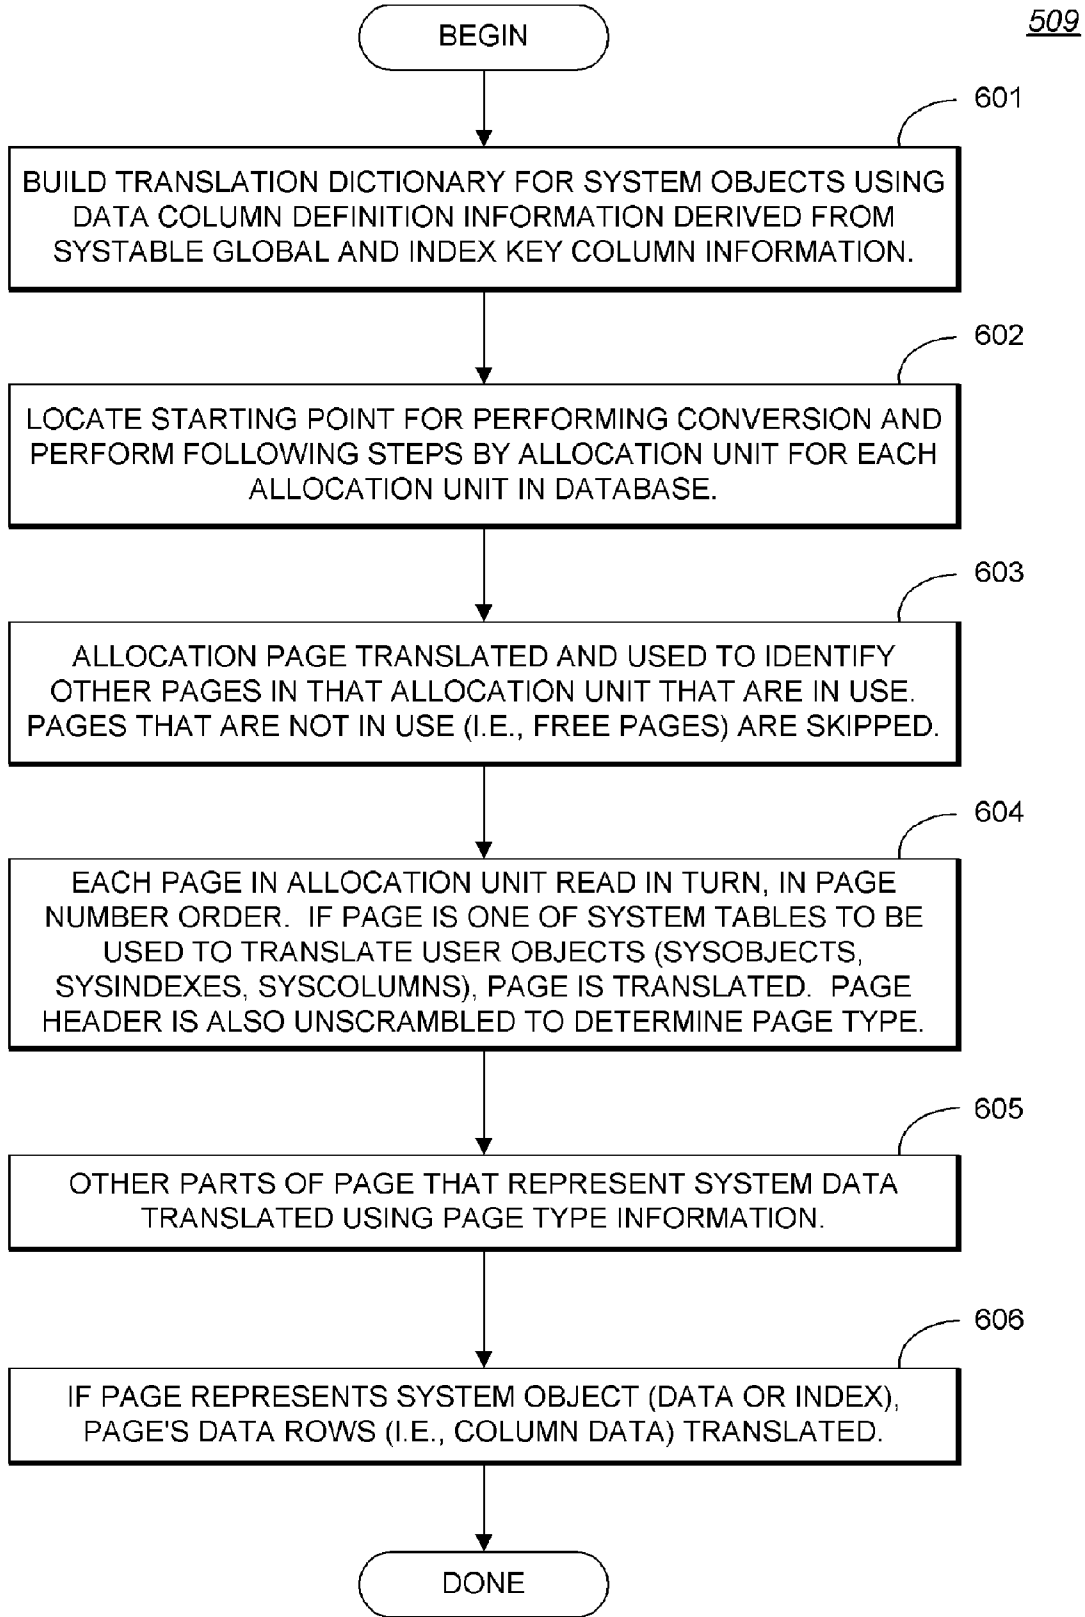 509
BEGIN
601
BUILD TRANSLATION DICTIONARY FOR SYSTEM OBJECTS USING
DATA COLUMN DEFINITION INFORMATION DERIVED FROM
SYSTABLE GLOBAL AND INDEX KEY COLUMN INFORMATION.
602
LOCATE STARTING POINT FOR PERFORMING CONVERSION AND
PERFORM FOLLOWING STEPS BY ALLOCATION UNIT FOR EACH
ALLOCATION UNIT IN DATABASE.
603
ALLOCATION PAGE TRANSLATED AND USED TO IDENTIFY
OTHER PAGES IN THAT ALLOCATION UNIT THAT ARE IN USE.
PAGES THAT ARE NOT IN USE (I.E., FREE PAGES) ARE SKIPPED.
604
EACH PAGE IN ALLOCATION UNIT READ IN TURN, IN PAGE
NUMBER ORDER. IF PAGE IS ONE OF SYSTEM TABLES TO BE
USED TO TRANSLATE USER OBJECTS (SYSOBJECTS,
SYSINDEXES, SYSCOLUMNS), PAGE IS TRANSLATED. PAGE
HEADER IS ALSO UNSCRAMBLED TO DETERMINE PAGE TYPE.
605
OTHER PARTS OF PAGE THAT REPRESENT SYSTEM DATA
TRANSLATED USING PAGE TYPE INFORMATION.
606
IF PAGE REPRESENTS SYSTEM OBJECT (DATA OR INDEX),
PAGE'S DATA ROWS (I.E., COLUMN DATA) TRANSLATED.
DONE